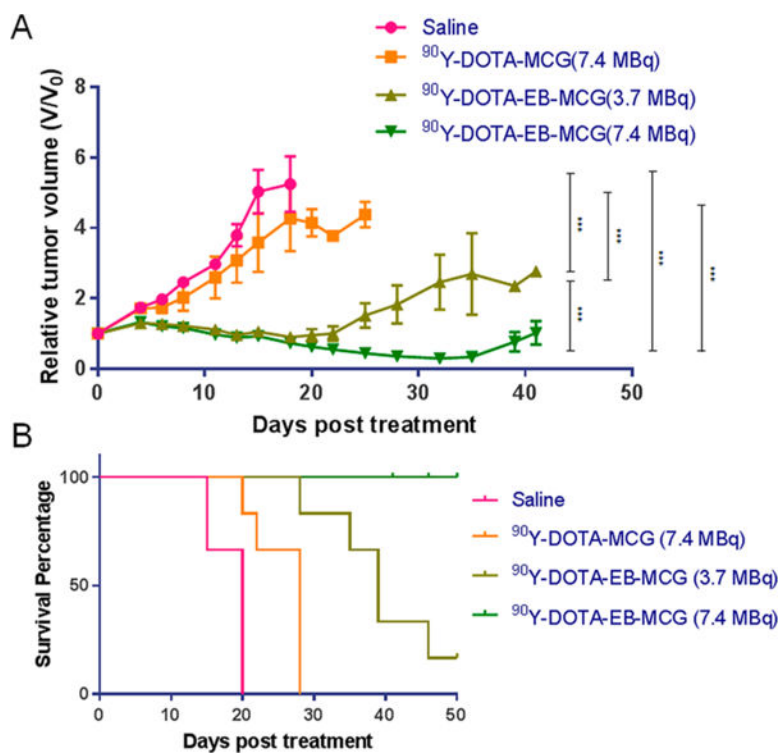 A
Saline
⁹⁰Y-DOTA-MCG(7.4 MBq)
⁹⁰Y-DOTA-EB-MCG(3.7 MBq)
⁹⁰Y-DOTA-EB-MCG(7.4 MBq)
Relative tumor volume (V/V₀)
8
6
4
2
0
0 10 20 30 40 50
Days post treatment
***
***
***
***
***
B
Survival Percentage
100
50
0
0 10 20 30 40 50
Days post treatment
Saline
⁹⁰Y-DOTA-MCG (7.4 MBq)
⁹⁰Y-DOTA-EB-MCG (3.7 MBq)
⁹⁰Y-DOTA-EB-MCG (7.4 MBq)